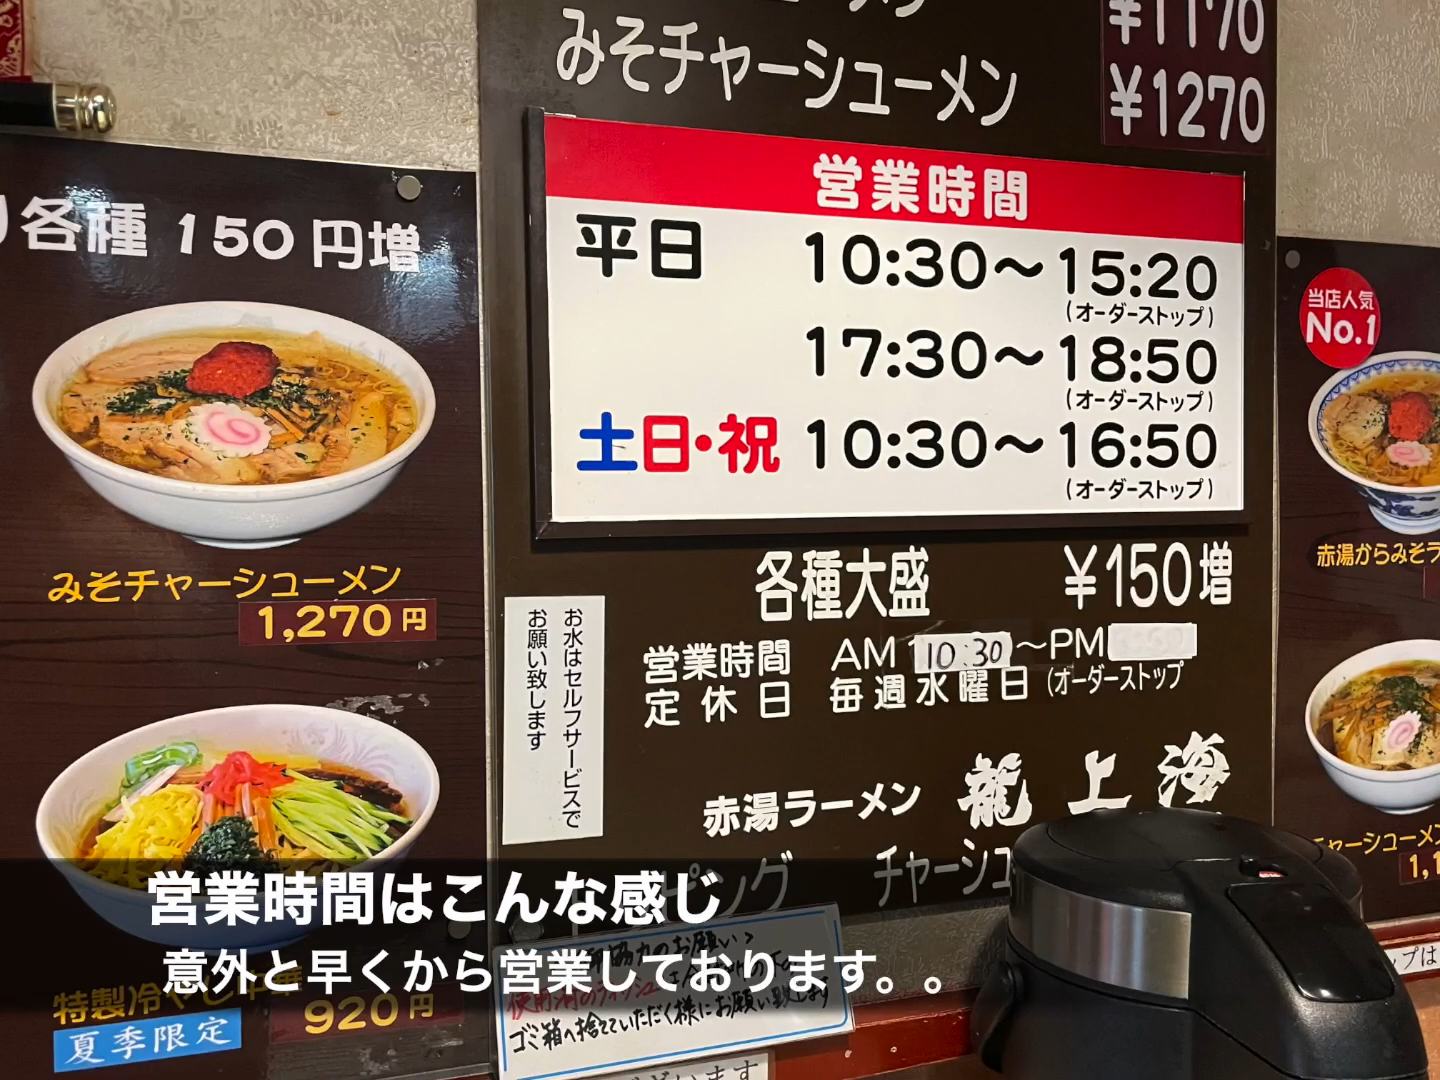 ¥1170
みそチャーシューメン ¥1270
各種 150円増
みそチャーシューメン
1,270円
夏季限定
920円
営業時間
平日 10:30〜15:20
(オーダーストップ)
17:30〜18:50
(オーダーストップ)
土日・祝 10:30〜16:50
(オーダーストップ)
各種大盛 ¥150増
営業時間 AM 10:30〜PM
定休日 毎週水曜日 (オーダーストップ
お水はセルフサービスで
お願い致します
赤湯ラーメン 龍上海
チャーシュ
当店人気
No.1
赤湯からみそラ
チャーシューメン
営業時間はこんな感じ
意外と早くから営業しております。。
ゴミ箱へ捨てていただく様にお願い致します